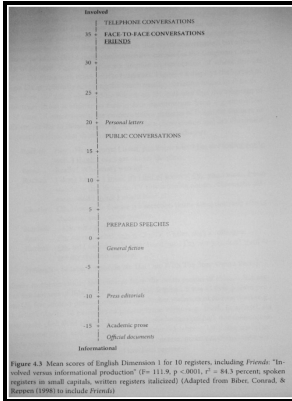 Involved
TELEPHONE CONVERSATIONS
35 - FACE-TO-FACE CONVERSATIONS
FRIENDS
30 -
25 -
20 - Personal letters
PUBLIC CONVERSATIONS
15 -
10 -
5 -
PREPARED SPEECHES
0 -
General fiction
-5 -
-10 - Press editorials
-15 - Academic prose
Official documents
Informational
Figure 4.3 Mean scores of English Dimension 1 for 10 registers, including Friends: "In-
volved versus informational production" (F= 111.9, p <.0001, r² = 84.3 percent; spoken
registers in small capitals, written registers italicized) (Adapted from Biber, Conrad, &
Reppen (1998) to include Friends)